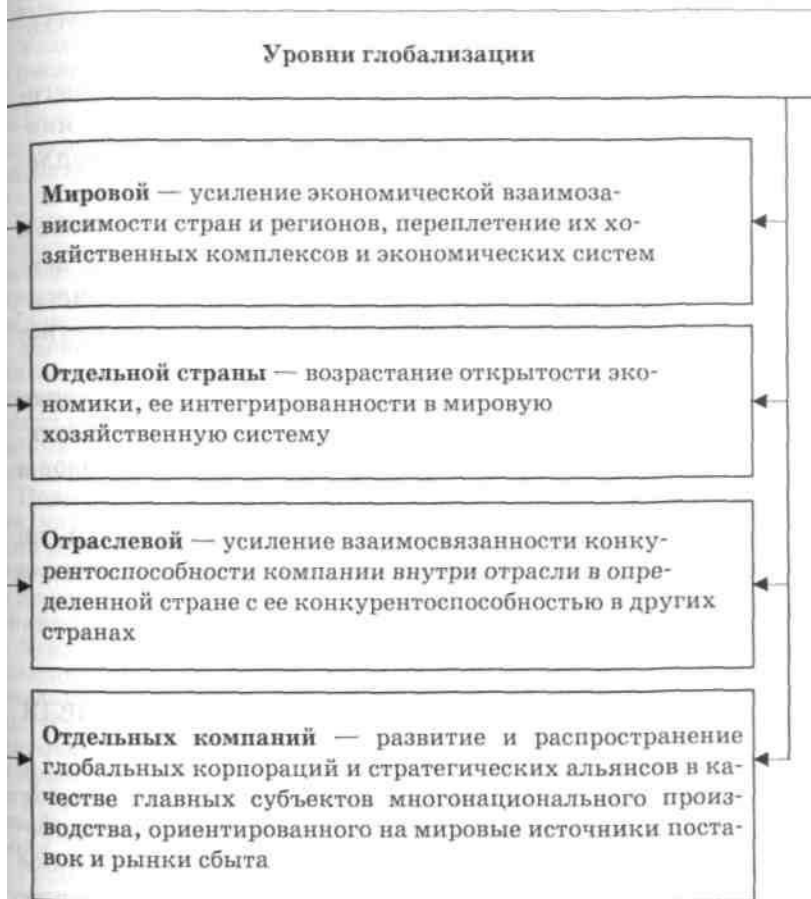 Уровни глобализации
Мировой — усиление экономической взаимоза-
висимости стран и регионов, переплетение их хо-
зяйственных комплексов и экономических систем
Отдельной страны — возрастание открытости эко-
номики, ее интегрированности в мировую
хозяйственную систему
Отраслевой — усиление взаимосвязанности конку-
рентоспособности компании внутри отрасли в опре-
деленной стране с ее конкурентоспособностью в других
странах
Отдельных компаний — развитие и распространение
глобальных корпораций и стратегических альянсов в ка-
честве главных субъектов многонационального произ-
водства, ориентированного на мировые источники поста-
вок и рынки сбыта